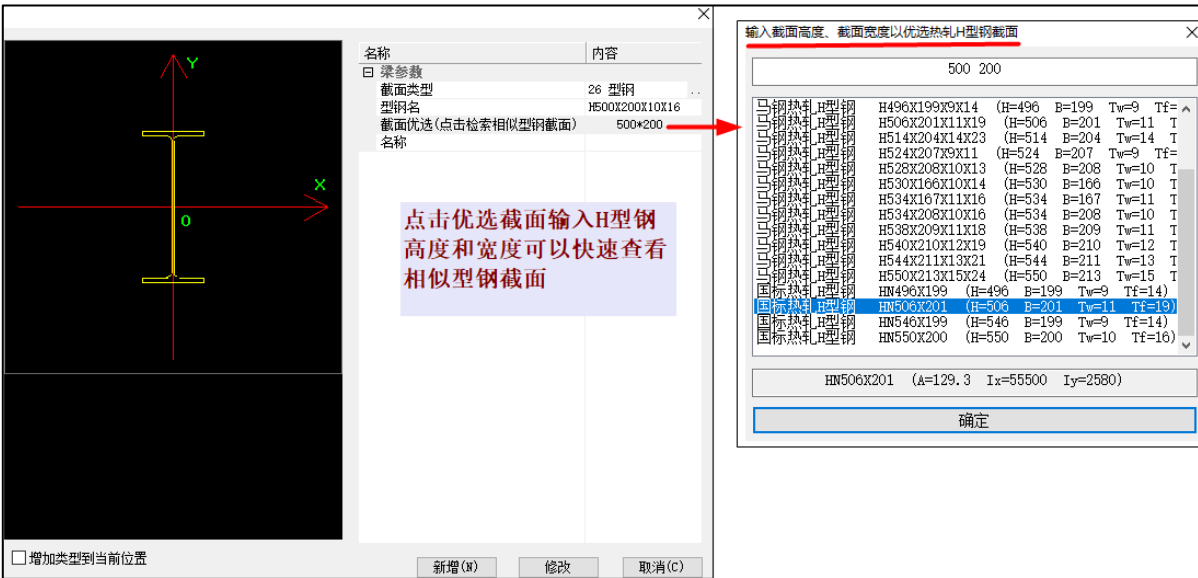 名称 内容
梁参数
截面类型 26 型钢 ..
型钢名 H500X200X10X16
截面优选(点击检索相似型钢截面) 500*200
名称
Y
X
O
点击优选截面输入H型钢
高度和宽度可以快速查看
相似型钢截面
增加类型到当前位置
新增(N) 修改 取消(C)
输入截面高度、截面宽度以优选热轧H型钢截面
500 200
马钢热轧H型钢 H496X199X9X14 (H=496 B=199 Tw=9 Tf=
马钢热轧H型钢 H506X201X11X19 (H=506 B=201 Tw=11 T
马钢热轧H型钢 H514X204X14X23 (H=514 B=204 Tw=14 T
马钢热轧H型钢 H524X207X9X11 (H=524 B=207 Tw=9 Tf=
马钢热轧H型钢 H528X208X10X13 (H=528 B=208 Tw=10 T
马钢热轧H型钢 H530X166X10X14 (H=530 B=166 Tw=10 T
马钢热轧H型钢 H534X167X11X16 (H=534 B=167 Tw=11 T
马钢热轧H型钢 H534X208X10X16 (H=534 B=208 Tw=10 T
马钢热轧H型钢 H538X209X11X18 (H=538 B=209 Tw=11 T
马钢热轧H型钢 H540X210X12X19 (H=540 B=210 Tw=12 T
马钢热轧H型钢 H544X211X13X21 (H=544 B=211 Tw=13 T
马钢热轧H型钢 H550X213X15X24 (H=550 B=213 Tw=15 T
国标热轧H型钢 HN496X199 (H=496 B=199 Tw=9 Tf=14)
国标热轧H型钢 HN506X201 (H=506 B=201 Tw=11 Tf=19)
国标热轧H型钢 HN546X199 (H=546 B=199 Tw=9 Tf=14)
国标热轧H型钢 HN550X200 (H=550 B=200 Tw=10 Tf=16)
HN506X201 (A=129.3 Ix=55500 Iy=2580)
确定